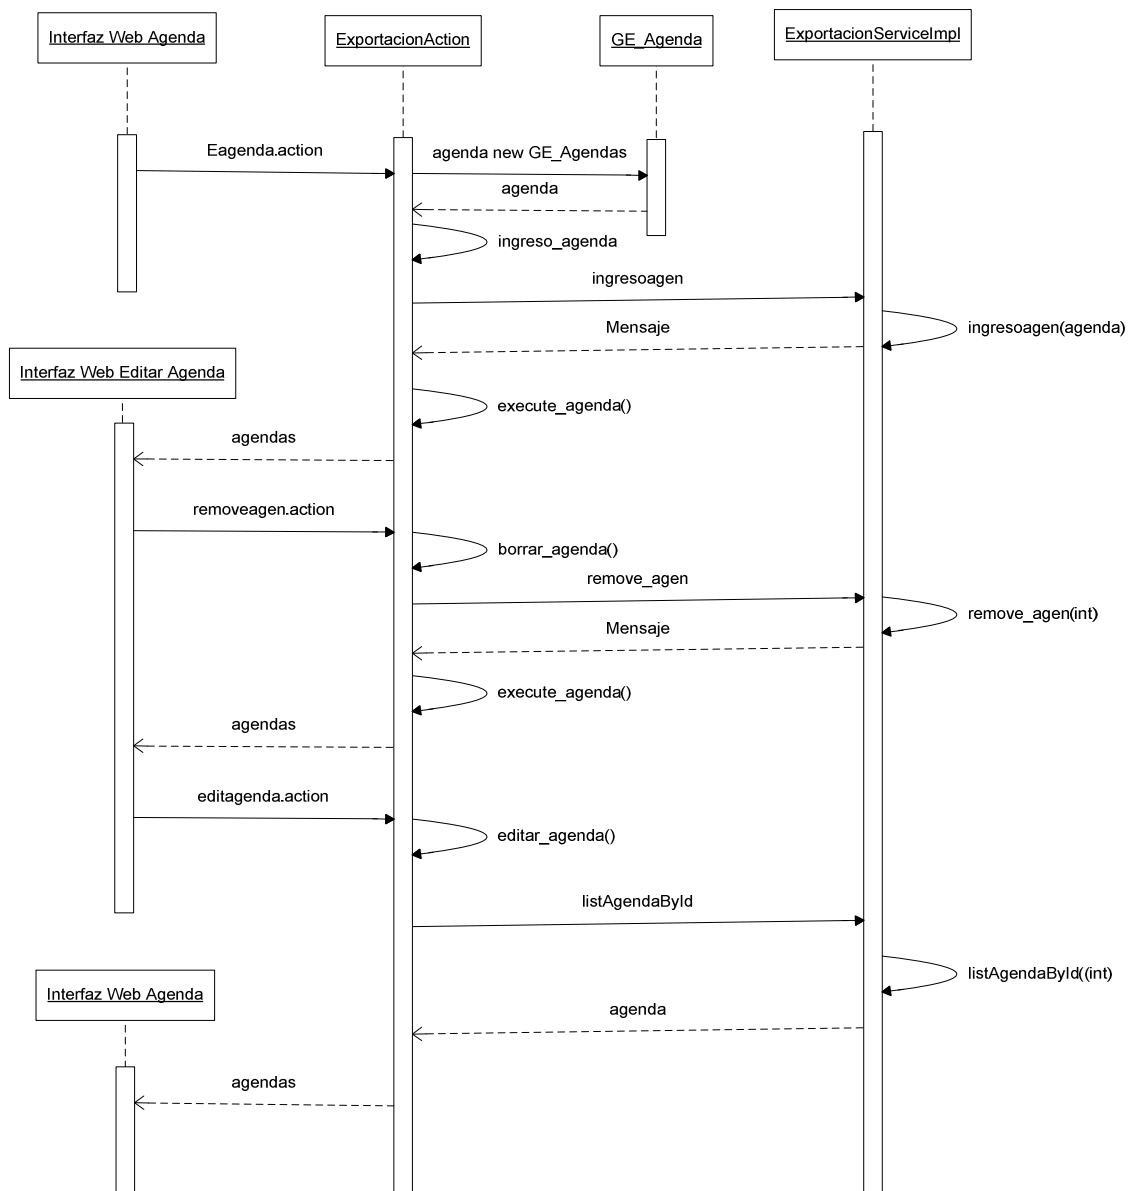 Interfaz Web Agenda
ExportacionAction
GE_Agenda
ExportacionServiceImpl
Eagenda.action
agenda new GE_Agendas
agenda
ingreso_agenda
ingresoagen
Mensaje
ingresoagen(agenda)
Interfaz Web Editar Agenda
execute_agenda()
agendas
removeagen.action
borrar_agenda()
remove_agen
remove_agen(int)
Mensaje
execute_agenda()
agendas
editagenda.action
editar_agenda()
listAgendaById
listAgendaById((int)
Interfaz Web Agenda
agenda
agendas